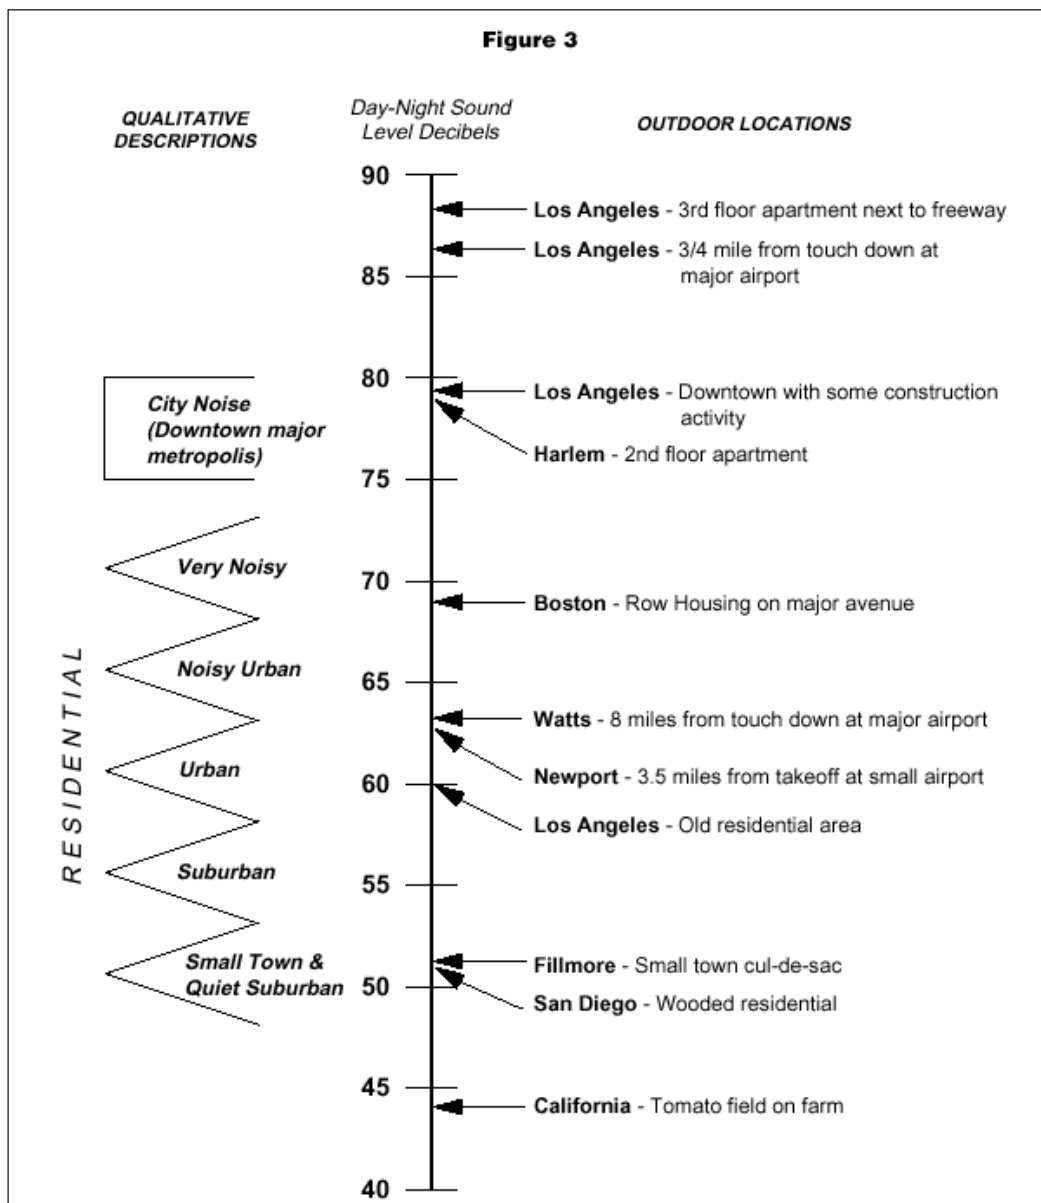 Figure 3
QUALITATIVE
DESCRIPTIONS
Day-Night Sound
Level Decibels
OUTDOOR LOCATIONS
90
Los Angeles - 3rd floor apartment next to freeway
Los Angeles - 3/4 mile from touch down at
major airport
85
80
City Noise
(Downtown major
metropolis)
Los Angeles - Downtown with some construction
activity
Harlem - 2nd floor apartment
75
RESIDENTIAL
Very Noisy
70
Boston - Row Housing on major avenue
Noisy Urban
65
Watts - 8 miles from touch down at major airport
Urban
Newport - 3.5 miles from takeoff at small airport
60
Los Angeles - Old residential area
Suburban
55
Small Town &
Quiet Suburban
Fillmore - Small town cul-de-sac
50
San Diego - Wooded residential
45
California - Tomato field on farm
40